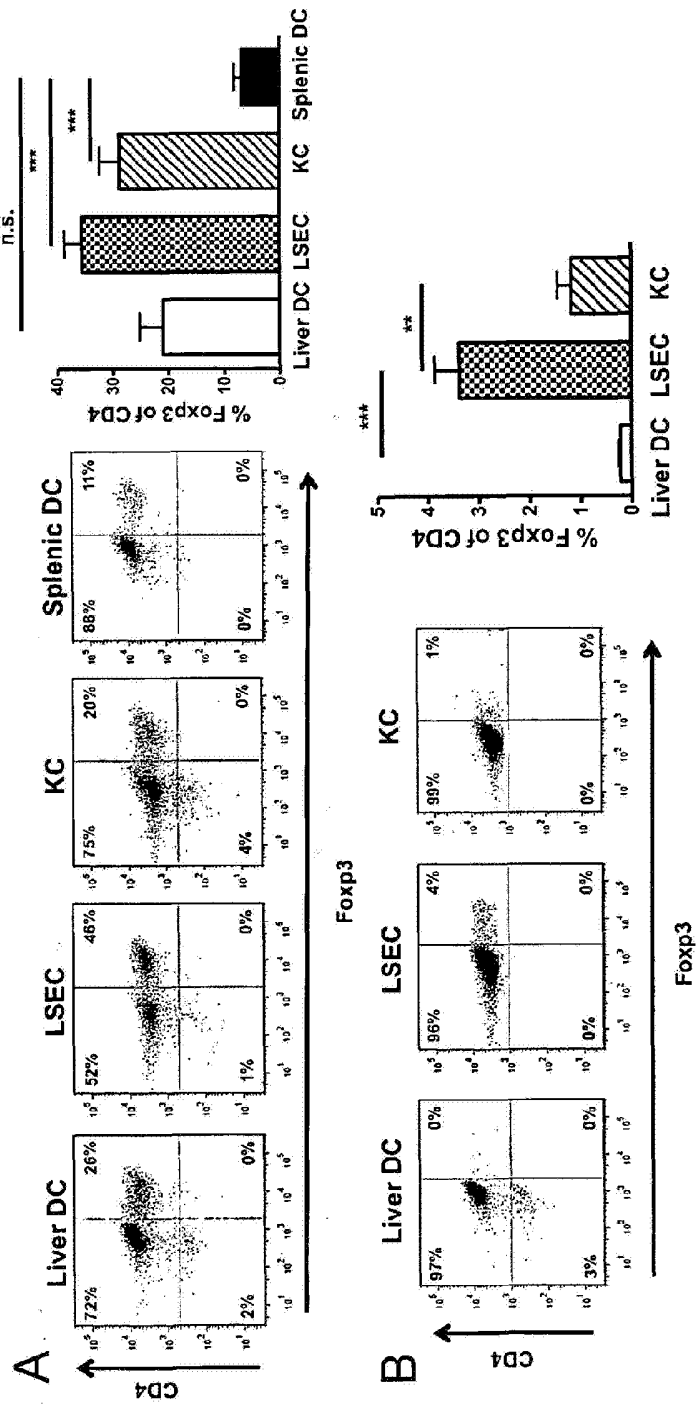 A
Liver DC
LSEC
KC
Splenic DC
CD4
72%
26%
2%
0%
52%
46%
1%
0%
75%
20%
4%
0%
88%
11%
0%
0%
Foxp3
% Foxp3 of CD4
40
30
20
10
0
n.s.
***
***
Liver DC
LSEC
KC
Splenic DC
B
Liver DC
LSEC
KC
CD4
97%
0%
3%
0%
96%
4%
0%
0%
99%
1%
0%
0%
Foxp3
% Foxp3 of CD4
5
4
3
2
1
0
***
**
Liver DC
LSEC
KC